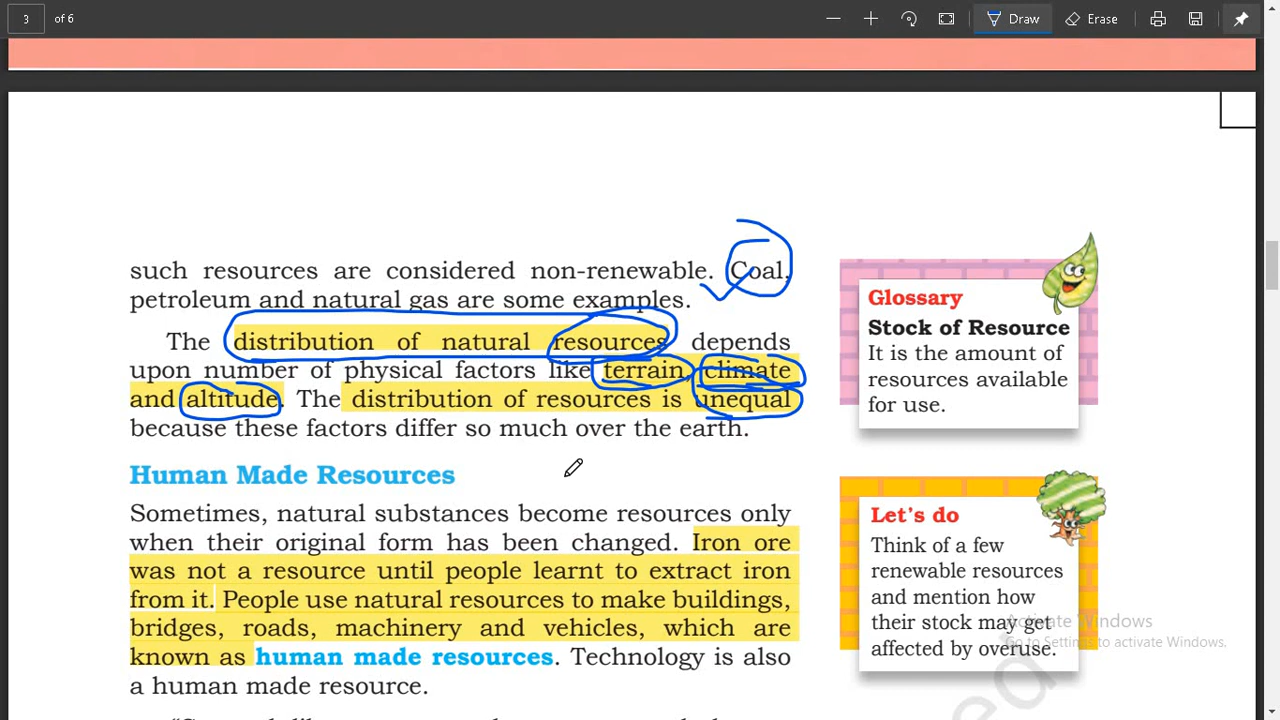 3 of 6 Draw Erase
such resources are considered non-renewable. Coal,
petroleum and natural gas are some examples.
The distribution of natural resources depends
upon number of physical factors like terrain, climate
and altitude. The distribution of resources is unequal
because these factors differ so much over the earth.
Human Made Resources
Sometimes, natural substances become resources only
when their original form has been changed. Iron ore
was not a resource until people learnt to extract iron
from it. People use natural resources to make buildings,
bridges, roads, machinery and vehicles, which are
known as human made resources. Technology is also
a human made resource.
Glossary
Stock of Resource
It is the amount of
resources available
for use.
Let's do
Think of a few
renewable resources
and mention how
their stock may get
affected by overuse.
Activate Windows
Go to Settings to activate Windows.